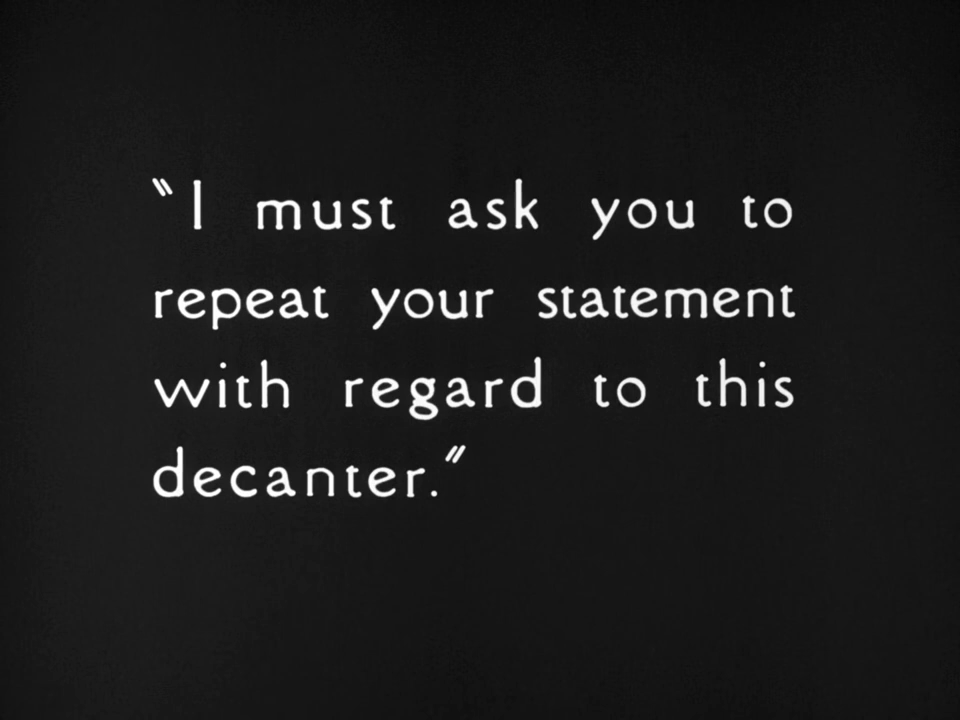 “I must ask you to
repeat your statement
with regard to this
decanter.”